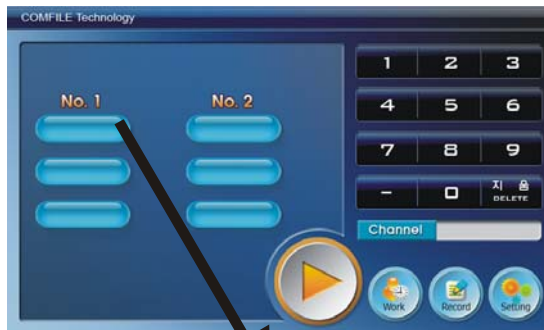 COMFILE Technology
No. 1 No. 2
1 2 3
4 5 6
7 8 9
- 0 지 움
DELETE
Channel
Work Record Setting